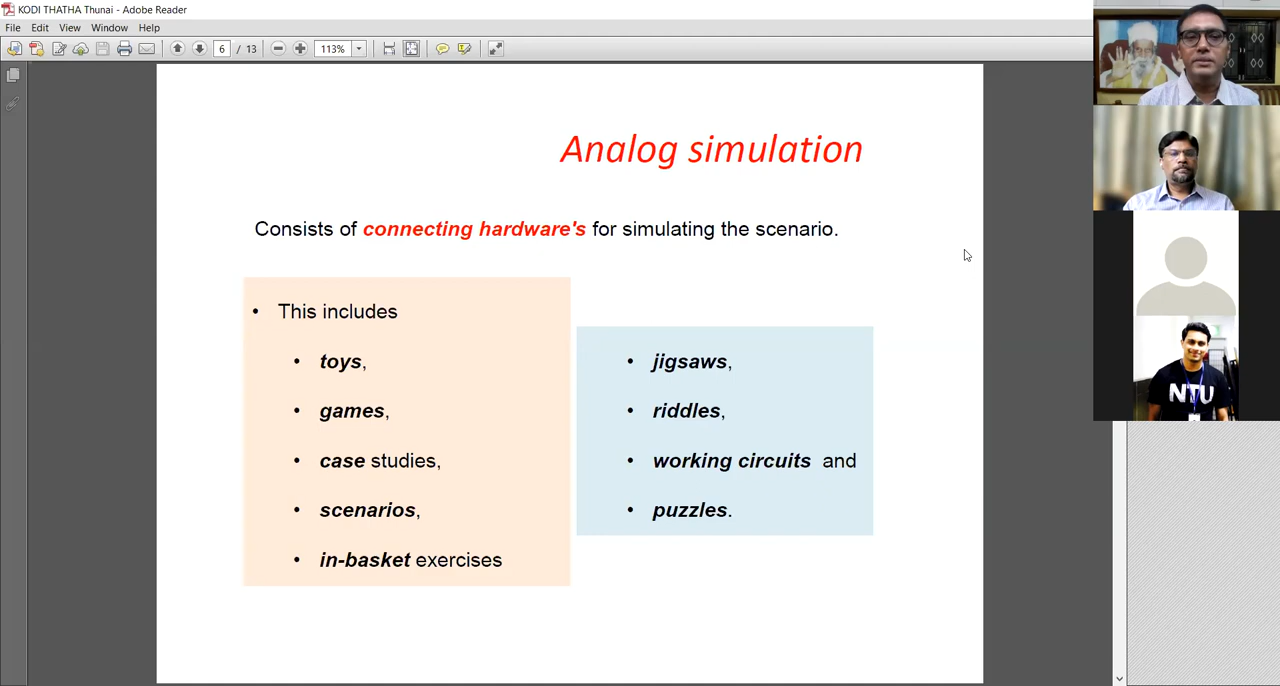 KODI THATHA Thunai - Adobe Reader
File Edit View Window Help
6 / 13 113%
Analog simulation
Consists of connecting hardware's for simulating the scenario.
• This includes
• toys,
• games,
• case studies,
• scenarios,
• in-basket exercises
• jigsaws,
• riddles,
• working circuits and
• puzzles.
NTU